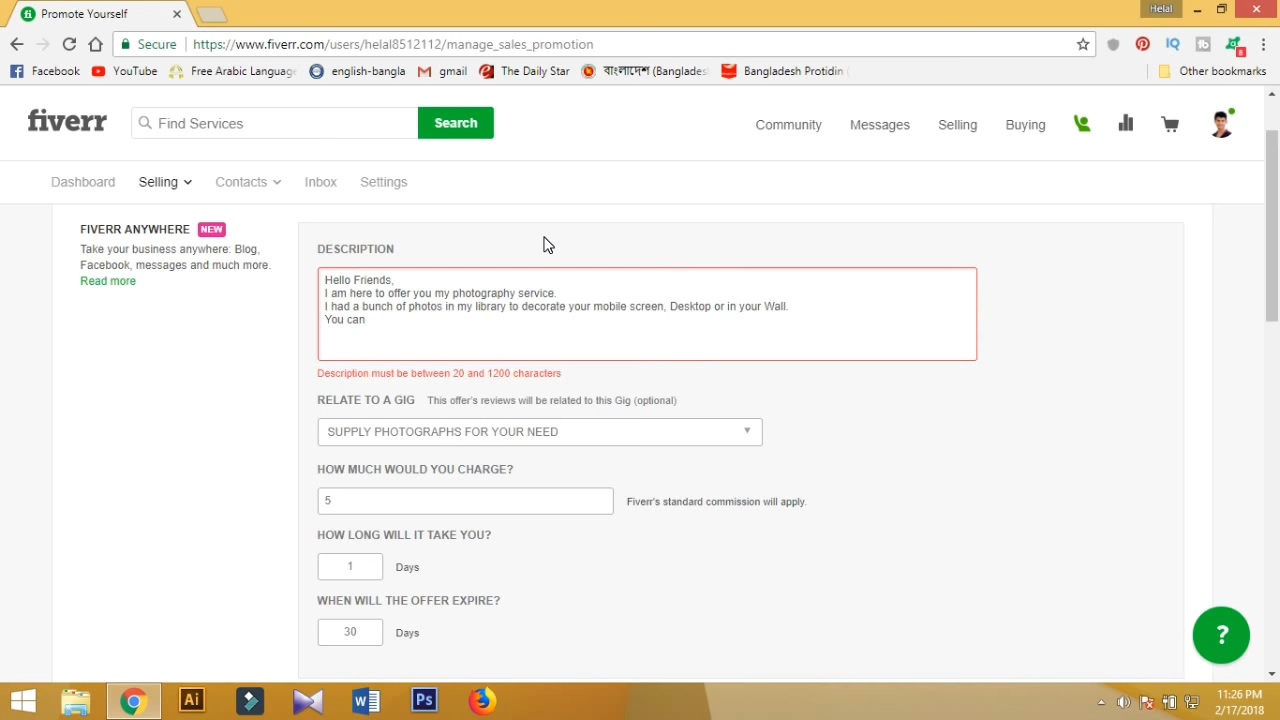 Promote Yourself
Helal
Secure
https://www.fiverr.com/users/helal8512112/manage_sales_promotion
Facebook
YouTube
Free Arabic Language
english-bangla
gmail
The Daily Star
বাংলাদেশ (Banglades
Bangladesh Protidin
Other bookmarks
fiverr
Find Services
Search
Community
Messages
Selling
Buying
Dashboard
Selling
Contacts
Inbox
Settings
FIVERR ANYWHERE NEW
Take your business anywhere: Blog,
Facebook, messages and much more.
Read more
DESCRIPTION
Hello Friends,
I am here to offer you my photography service.
I had a bunch of photos in my library to decorate your mobile screen, Desktop or in your Wall.
You can
Description must be between 20 and 1200 characters
RELATE TO A GIG This offer's reviews will be related to this Gig (optional)
SUPPLY PHOTOGRAPHS FOR YOUR NEED
HOW MUCH WOULD YOU CHARGE?
5
Fiverr's standard commission will apply.
HOW LONG WILL IT TAKE YOU?
1 Days
WHEN WILL THE OFFER EXPIRE?
30 Days
?
Ai
Ps
11:26 PM
2/17/2018